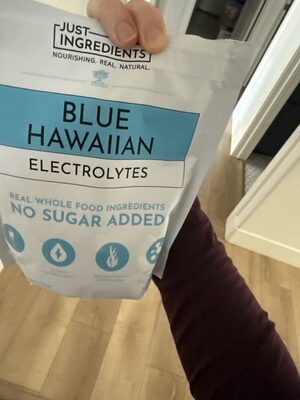 JUST
INGREDIENTS
NOURISHING. REAL. NATURAL.
BLUE
HAWAIIAN
ELECTROLYTES
REAL WHOLE FOOD INGREDIENTS
NO SUGAR ADDED